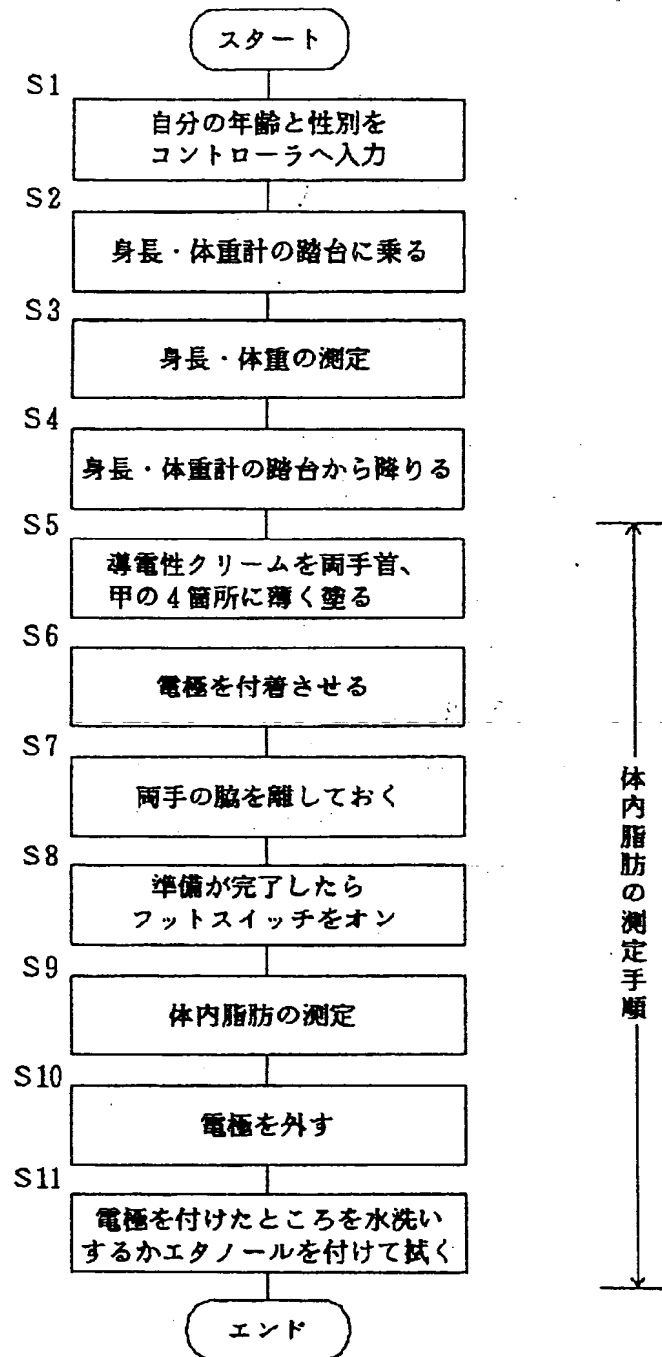 スタート
S1
自分の年齢と性別を
コントローラへ入力
S2
身長・体重計の踏台に乗る
S3
身長・体重の測定
S4
身長・体重計の踏台から降りる
S5
導電性クリームを両手首、
甲の4箇所に薄く塗る
S6
電極を付着させる
S7
両手の脇を離しておく
S8
準備が完了したら
フットスイッチをオン
S9
体内脂肪の測定
S10
電極を外す
S11
電極を付けたところを水洗い
するかエタノールを付けて拭く
エンド
体内脂肪の測定手順